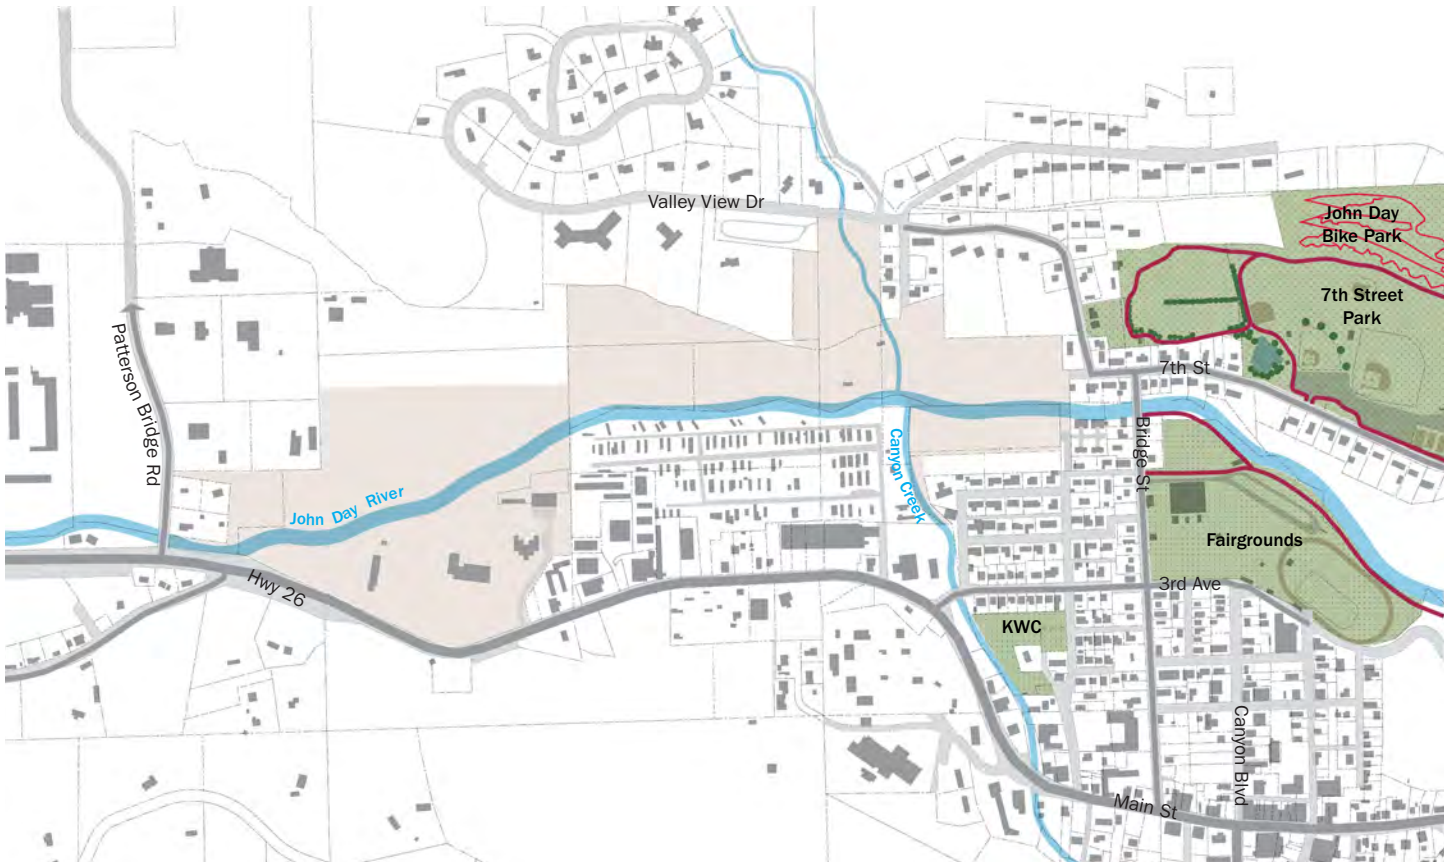 Valley View Dr
John Day
Bike Park
7th Street
Park
Patterson Bridge Rd
7th St
Bridge St
Canyon Creek
John Day River
Fairgrounds
Hwy 26
3rd Ave
KWC
Canyon Blvd
Main St